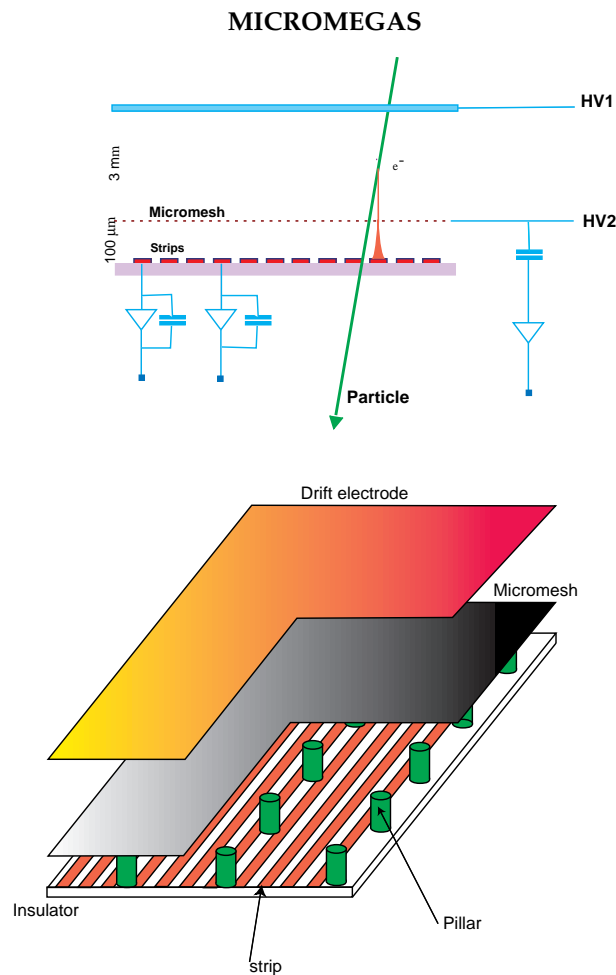 MICROMEGAS
HV1
3 mm
e⁻
Micromesh
HV2
100 µm
Strips
Particle
Drift electrode
Micromesh
Insulator
Pillar
strip